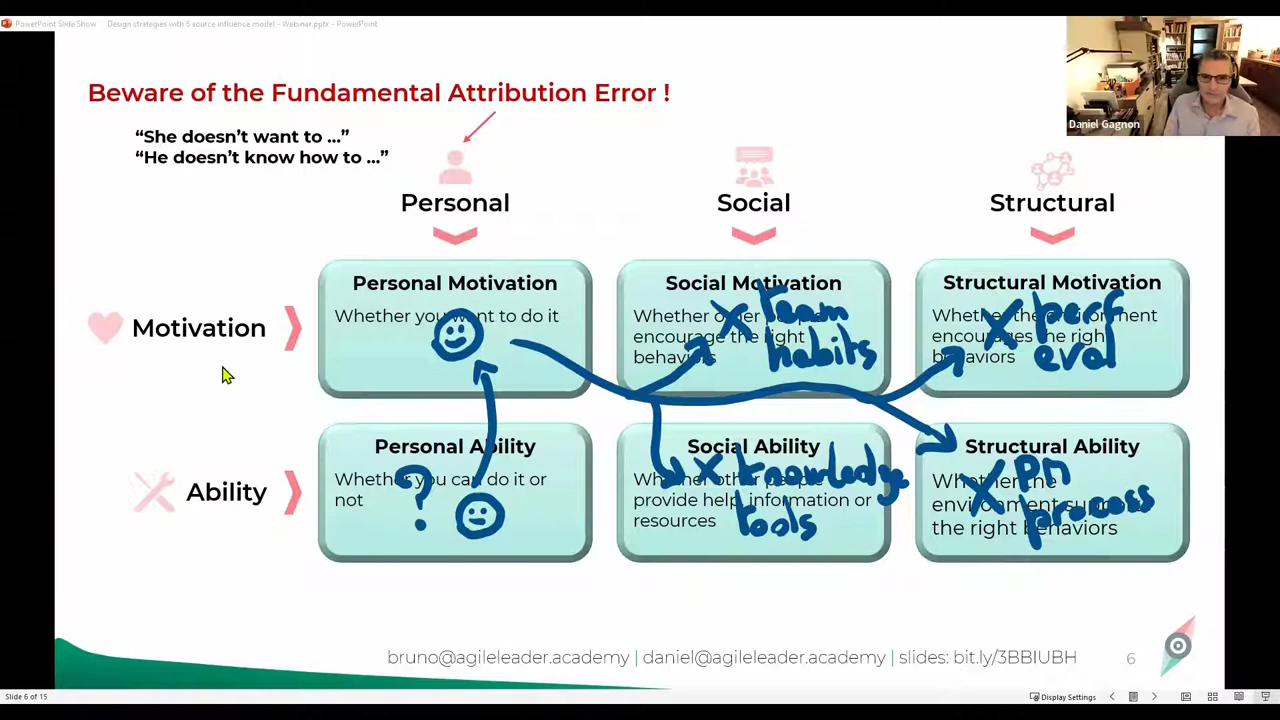 PowerPoint Slide Show
Design strategies with 6 source influence model - Webinar.pptx - PowerPoint
Daniel Gagnon
Beware of the Fundamental Attribution Error !
“She doesn’t want to ...”
“He doesn’t know how to ...”
Personal
Social
Structural
Motivation
Personal Motivation
Whether you want to do it
Social Motivation
Whether other people
encourage the right
behaviors
X team
habits
Structural Motivation
Whether the environment
encourages the right
behaviors
X perf
eval
Ability
Personal Ability
Whether you can do it or
not
?
Social Ability
Whether other people
provide help, information or
resources
X knowledge
tools
Structural Ability
Whether the
environment supports
the right behaviors
X pn
process
bruno@agileleader.academy | daniel@agileleader.academy | slides: bit.ly/3BBIUBH
6
Slide 6 of 15
Display Settings